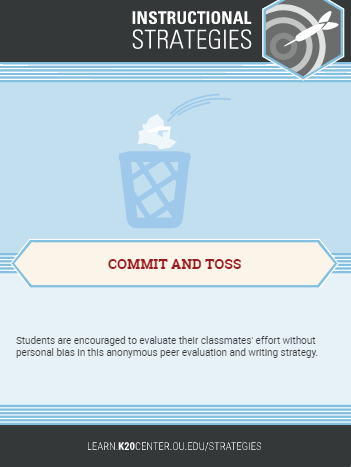 INSTRUCTIONAL
STRATEGIES
COMMIT AND TOSS
Students are encouraged to evaluate their classmates' effort without
personal bias in this anonymous peer evaluation and writing strategy.
LEARN.K20CENTER.OU.EDU/STRATEGIES